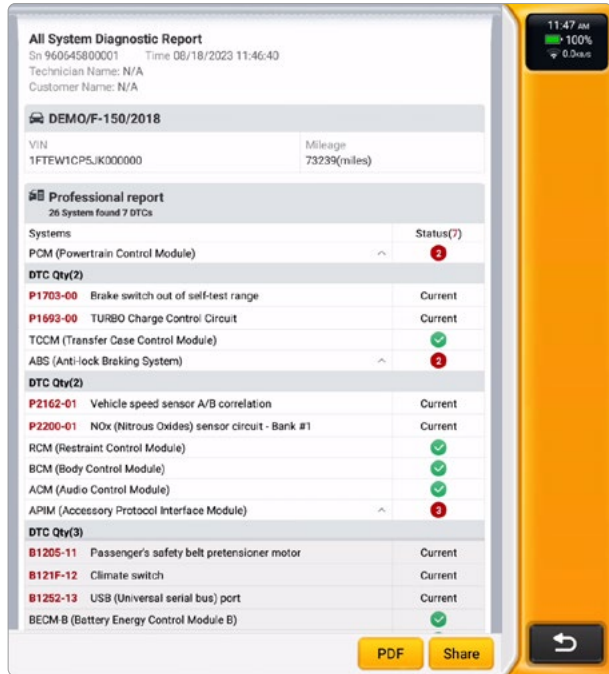 11:47 AM
100%
0.0KB/S
All System Diagnostic Report
Sn 960645800001 Time 08/18/2023 11:46:40
Technician Name: N/A
Customer Name: N/A
DEMO/F-150/2018
VIN Mileage
1FTEW1CP5JK000000 73239(miles)
Professional report
26 System found 7 DTCs
Systems Status(7)
PCM (Powertrain Control Module) 2
DTC Qty(2)
P1703-00 Brake switch out of self-test range Current
P1693-00 TURBO Charge Control Circuit Current
TCCM (Transfer Case Control Module)
ABS (Anti-lock Braking System) 2
DTC Qty(2)
P2162-01 Vehicle speed sensor A/B correlation Current
P2200-01 NOx (Nitrous Oxides) sensor circuit - Bank #1 Current
RCM (Restraint Control Module)
BCM (Body Control Module)
ACM (Audio Control Module)
APIM (Accessory Protocol Interface Module) 3
DTC Qty(3)
B1205-11 Passenger's safety belt pretensioner motor Current
B121F-12 Climate switch Current
B1252-13 USB (Universal serial bus) port Current
BECM-B (Battery Energy Control Module B)
PDF Share